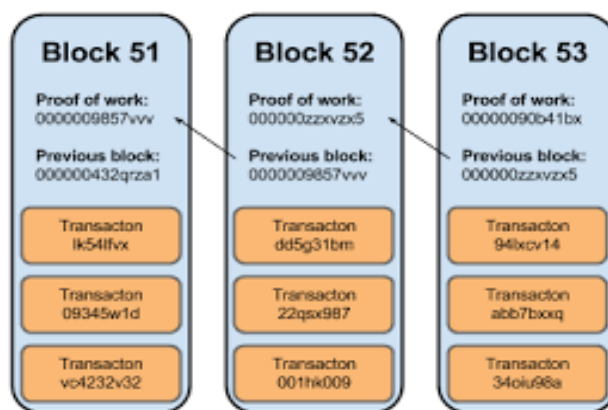 Block 51
Proof of work:
0000009857vvv
Previous block:
000000432qrza1
Transacton
lk54lfvx
Transacton
09345w1d
Transacton
vc4232v32
Block 52
Proof of work:
000000zzxvzx5
Previous block:
0000009857vvv
Transacton
dd5g31bm
Transacton
22qsx987
Transacton
001hk009
Block 53
Proof of work:
00000090b41bx
Previous block:
000000zzxvzx5
Transacton
94lxcv14
Transacton
abb7bxxq
Transacton
34oiu98a